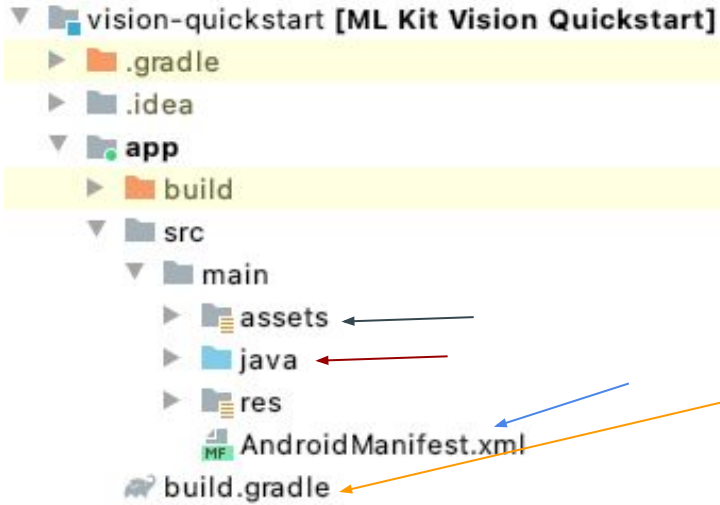 vision-quickstart [ML Kit Vision Quickstart]
.gradle
.idea
app
build
src
main
assets
java
res
MF AndroidManifest.xml
build.gradle